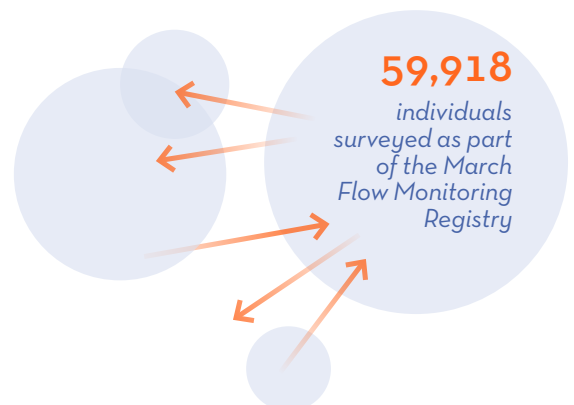 59,918
individuals
surveyed as part
of the March
Flow Monitoring
Registry